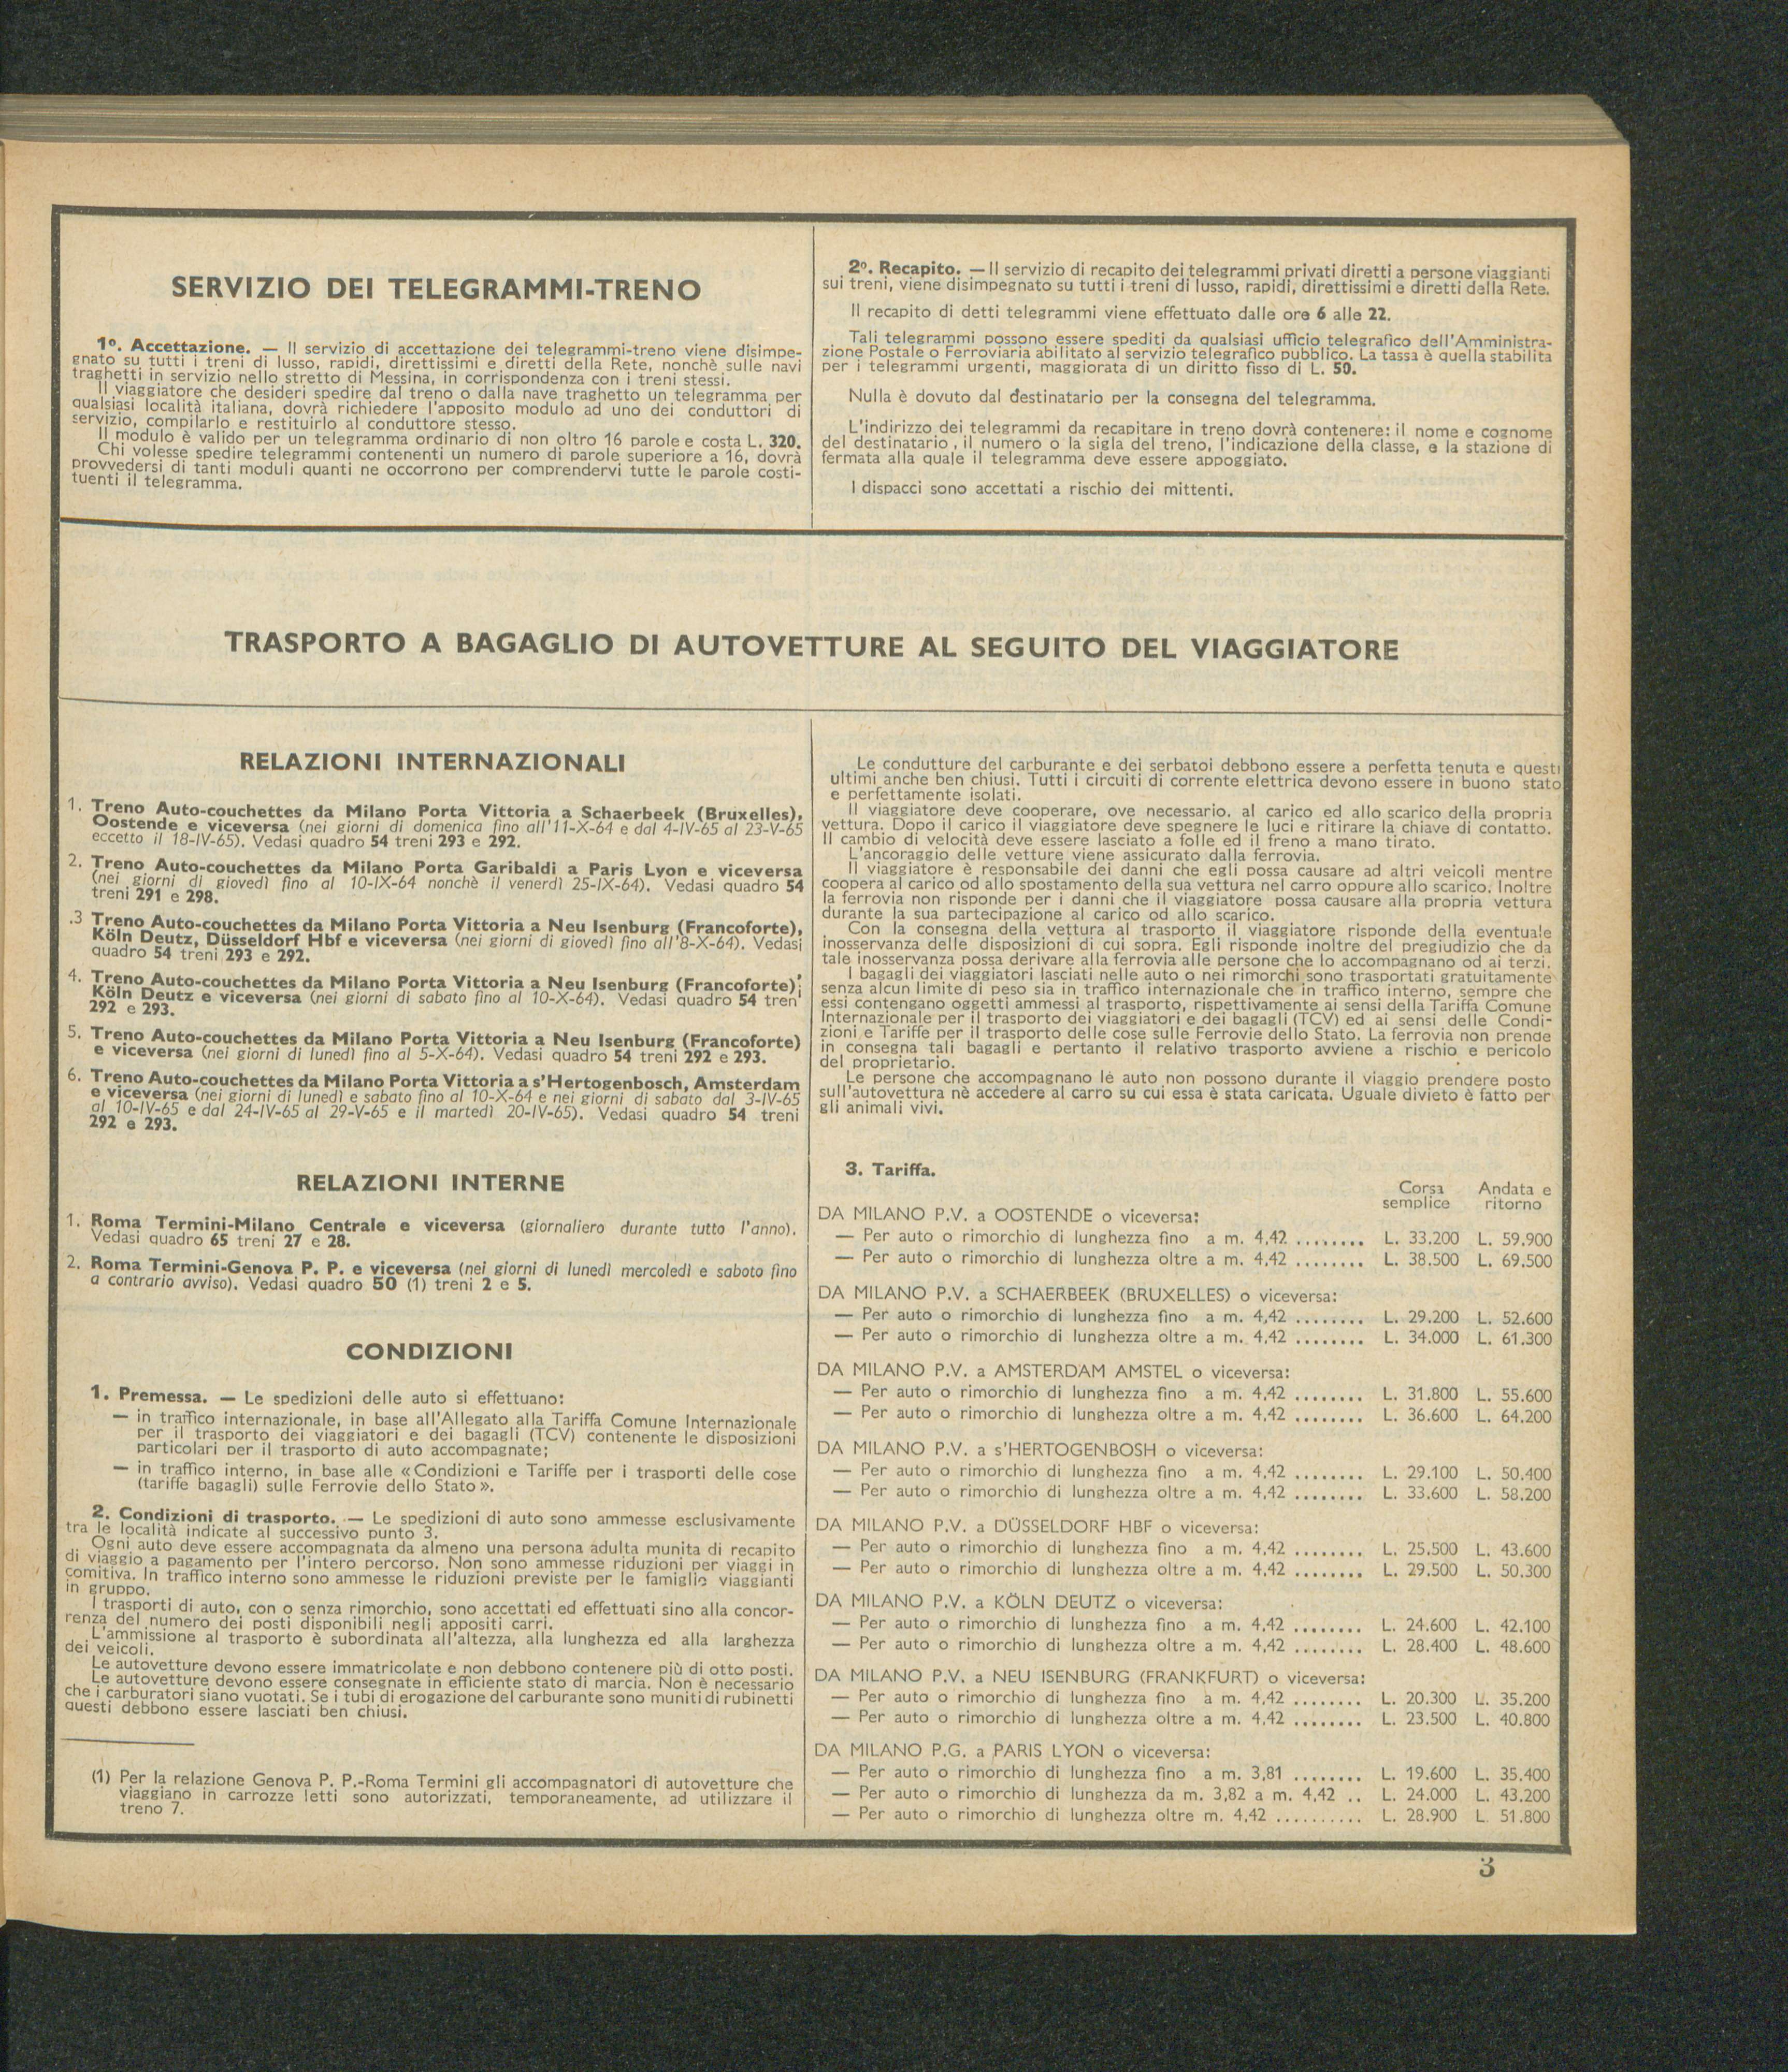 SERVIZIO DEI TELEGRAMMI-TRENO
1º. Accettazione. — Il servizio di accettazione dei telegrammi-treno viene disimpe-
gnato su tutti i treni di lusso, rapidi, direttissimi e diretti della Rete, nonchè sulle navi
traghetti in servizio nello stretto di Messina, in corrispondenza con i treni stessi.
Il viaggiatore che desideri spedire dal treno o dalla nave traghetto un telegramma per
qualsiasi località italiana, dovrà richiedere l'apposito modulo ad uno dei conduttori di
servizio, compilarlo e restituirlo al conduttore stesso.
Il modulo è valido per un telegramma ordinario di non oltro 16 parole e costa L. 320.
Chi volesse spedire telegrammi contenenti un numero di parole superiore a 16, dovrà
provvedersi di tanti moduli quanti ne occorrono per comprendervi tutte le parole costi-
tuenti il telegramma.
2º. Recapito. — Il servizio di recapito dei telegrammi privati diretti a persone viaggianti
sui treni, viene disimpegnato su tutti i treni di lusso, rapidi, direttissimi e diretti della Rete.
Il recapito di detti telegrammi viene effettuato dalle ore 6 alle 22.
Tali telegrammi possono essere spediti da qualsiasi ufficio telegrafico dell'Amministra-
zione Postale o Ferroviaria abilitato al servizio telegrafico pubblico. La tassa è quella stabilita
per i telegrammi urgenti, maggiorata di un diritto fisso di L. 50.
Nulla è dovuto dal destinatario per la consegna del telegramma.
L'indirizzo dei telegrammi da recapitare in treno dovrà contenere: il nome e cognome
del destinatario, il numero o la sigla del treno, l'indicazione della classe, e la stazione di
fermata alla quale il telegramma deve essere appoggiato.
I dispacci sono accettati a rischio dei mittenti.
TRASPORTO A BAGAGLIO DI AUTOVETTURE AL SEGUITO DEL VIAGGIATORE
RELAZIONI INTERNAZIONALI
1. Treno Auto-couchettes da Milano Porta Vittoria a Schaerbeek (Bruxelles),
Oostende e viceversa (nei giorni di domenica fino all'11-X-64 e dal 4-IV-65 al 23-V-65
eccetto il 18-IV-65). Vedasi quadro 54 treni 293 e 292.
2. Treno Auto-couchettes da Milano Porta Garibaldi a Paris Lyon e viceversa
(nei giorni di giovedì fino al 10-IX-64 nonchè il venerdì 25-IX-64). Vedasi quadro 54
treni 291 e 298.
.3 Treno Auto-couchettes da Milano Porta Vittoria a Neu Isenburg (Francoforte),
Köln Deutz, Düsseldorf Hbf e viceversa (nei giorni di giovedì fino all'8-X-64). Vedasi
quadro 54 treni 293 e 292.
4. Treno Auto-couchettes da Milano Porta Vittoria a Neu Isenburg (Francoforte);
Köln Deutz e viceversa (nei giorni di sabato fino al 10-X-64). Vedasi quadro 54 treni
292 e 293.
5. Treno Auto-couchettes da Milano Porta Vittoria a Neu Isenburg (Francoforte)
e viceversa (nei giorni di lunedì fino al 5-X-64). Vedasi quadro 54 treni 292 e 293.
6. Treno Auto-couchettes da Milano Porta Vittoria a s'Hertogenbosch, Amsterdam
e viceversa (nei giorni di lunedì e sabato fino al 10-X-64 e nei giorni di sabato dal 3-IV-65
al 10-IV-65 e dal 24-IV-65 al 29-V-65 e il martedì 20-IV-65). Vedasi quadro 54 treni
292 e 293.
RELAZIONI INTERNE
1. Roma Termini-Milano Centrale e viceversa (giornaliero durante tutto l'anno).
Vedasi quadro 65 treni 27 e 28.
2. Roma Termini-Genova P. P. e viceversa (nei giorni di lunedì mercoledì e sabato fino
a contrario avviso). Vedasi quadro 50 (1) treni 2 e 5.
CONDIZIONI
1. Premessa. — Le spedizioni delle auto si effettuano:
— in traffico internazionale, in base all'Allegato alla Tariffa Comune Internazionale
per il trasporto dei viaggiatori e dei bagagli (TCV) contenente le disposizioni
particolari per il trasporto di auto accompagnate;
— in traffico interno, in base alle «Condizioni e Tariffe per i trasporti delle cose
(tariffe bagagli) sulle Ferrovie dello Stato».
2. Condizioni di trasporto. — Le spedizioni di auto sono ammesse esclusivamente
tra le località indicate al successivo punto 3.
Ogni auto deve essere accompagnata da almeno una persona adulta munita di recapito
di viaggio a pagamento per l'intero percorso. Non sono ammesse riduzioni per viaggi in
comitiva. In traffico interno sono ammesse le riduzioni previste per le famiglie viaggianti
in gruppo.
I trasporti di auto, con o senza rimorchio, sono accettati ed effettuati sino alla concor-
renza del numero dei posti disponibili negli appositi carri.
L'ammissione al trasporto è subordinata all'altezza, alla lunghezza ed alla larghezza
dei veicoli.
Le autovetture devono essere immatricolate e non debbono contenere più di otto posti.
Le autovetture devono essere consegnate in efficiente stato di marcia. Non è necessario
che i carburatori siano vuotati. Se i tubi di erogazione del carburante sono muniti di rubinetti
questi debbono essere lasciati ben chiusi.
(1) Per la relazione Genova P. P.-Roma Termini gli accompagnatori di autovetture che
viaggiano in carrozze letti sono autorizzati, temporaneamente, ad utilizzare il
treno 7.
Le condutture del carburante e dei serbatoi debbono essere a perfetta tenuta e questi
ultimi anche ben chiusi. Tutti i circuiti di corrente elettrica devono essere in buono stato
e perfettamente isolati.
Il viaggiatore deve cooperare, ove necessario, al carico ed allo scarico della propria
vettura. Dopo il carico il viaggiatore deve spegnere le luci e ritirare la chiave di contatto.
Il cambio di velocità deve essere lasciato a folle ed il freno a mano tirato.
L'ancoraggio delle vetture viene assicurato dalla ferrovia.
Il viaggiatore è responsabile dei danni che egli possa causare ad altri veicoli mentre
coopera al carico od allo spostamento della sua vettura nel carro oppure allo scarico. Inoltre
la ferrovia non risponde per i danni che il viaggiatore possa causare alla propria vettura
durante la sua partecipazione al carico od allo scarico.
Con la consegna della vettura al trasporto il viaggiatore risponde della eventuale
inosservanza delle disposizioni di cui sopra. Egli risponde inoltre del pregiudizio che da
tale inosservanza possa derivare alla ferrovia alle persone che lo accompagnano od ai terzi.
I bagagli dei viaggiatori lasciati nelle auto o nei rimorchi sono trasportati gratuitamente
senza alcun limite di peso sia in traffico internazionale che in traffico interno, sempre che
essi contengano oggetti ammessi al trasporto, rispettivamente ai sensi della Tariffa Comune
Internazionale per il trasporto dei viaggiatori e dei bagagli (TCV) ed ai sensi delle Condi-
zioni e Tariffe per il trasporto delle cose sulle Ferrovie dello Stato. La ferrovia non prende
in consegna tali bagagli e pertanto il relativo trasporto avviene a rischio e pericolo
del proprietario.
Le persone che accompagnano le auto non possono durante il viaggio prendere posto
sull'autovettura nè accedere al carro su cui essa è stata caricata. Uguale divieto è fatto per
gli animali vivi.
3. Tariffa.
Corsa semplice Andata e ritorno
DA MILANO P.V. a OOSTENDE o viceversa:
— Per auto o rimorchio di lunghezza fino a m. 4,42 ........ L. 33.200 L. 59.900
— Per auto o rimorchio di lunghezza oltre a m. 4,42 ........ L. 38.500 L. 69.500
DA MILANO P.V. a SCHAERBEEK (BRUXELLES) o viceversa:
— Per auto o rimorchio di lunghezza fino a m. 4,42 ........ L. 29.200 L. 52.600
— Per auto o rimorchio di lunghezza oltre a m. 4,42 ........ L. 34.000 L. 61.300
DA MILANO P.V. a AMSTERDAM AMSTEL o viceversa:
— Per auto o rimorchio di lunghezza fino a m. 4,42 ........ L. 31.800 L. 55.600
— Per auto o rimorchio di lunghezza oltre a m. 4,42 ........ L. 36.600 L. 64.200
DA MILANO P.V. a s'HERTOGENBOSH o viceversa:
— Per auto o rimorchio di lunghezza fino a m. 4,42 ........ L. 29.100 L. 50.400
— Per auto o rimorchio di lunghezza oltre a m. 4,42 ........ L. 33.600 L. 58.200
DA MILANO P.V. a DÜSSELDORF HBF o viceversa:
— Per auto o rimorchio di lunghezza fino a m. 4,42 ........ L. 25.500 L. 43.600
— Per auto o rimorchio di lunghezza oltre a m. 4,42 ........ L. 29.500 L. 50.300
DA MILANO P.V. a KÖLN DEUTZ o viceversa:
— Per auto o rimorchio di lunghezza fino a m. 4,42 ........ L. 24.600 L. 42.100
— Per auto o rimorchio di lunghezza oltre a m. 4,42 ........ L. 28.400 L. 48.600
DA MILANO P.V. a NEU ISENBURG (FRANKFURT) o viceversa:
— Per auto o rimorchio di lunghezza fino a m. 4,42 ........ L. 20.300 L. 35.200
— Per auto o rimorchio di lunghezza oltre a m. 4,42 ........ L. 23.500 L. 40.800
DA MILANO P.G. a PARIS LYON o viceversa:
— Per auto o rimorchio di lunghezza fino a m. 3,81 ........ L. 19.600 L. 35.400
— Per auto o rimorchio di lunghezza da m. 3,82 a m. 4,42 .. L. 24.000 L. 43.200
— Per auto o rimorchio di lunghezza oltre m. 4,42 .......... L. 28.900 L. 51.800
3